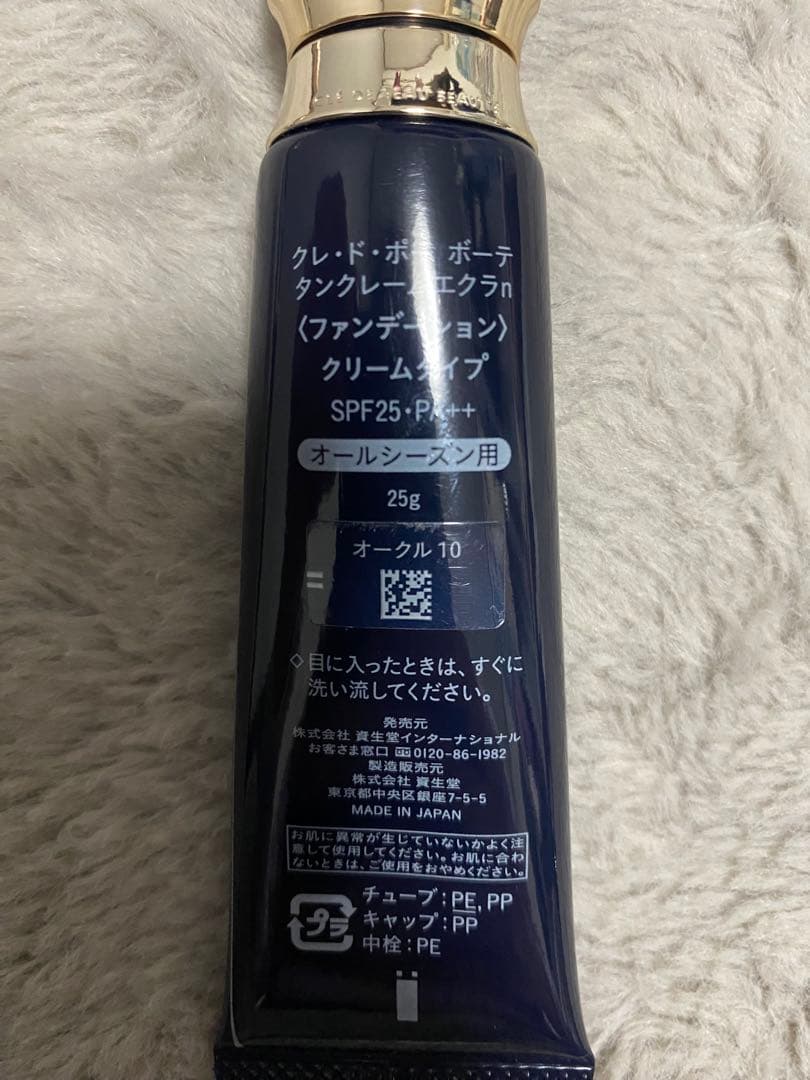 クレ・ド・ポー ボーテ
タンクレームエクラn
〈ファンデーション〉
クリームタイプ
SPF25・PA++
オールシーズン用
25g
オークル10
◇目に入ったときは、すぐに
洗い流してください。
発売元
株式会社 資生堂インターナショナル
お客さま窓口 0120-86-1982
製造販売元
株式会社 資生堂
東京都中央区銀座7-5-5
MADE IN JAPAN
お肌に異常が生じていないかよく注
意して使用してください。お肌に合わ
ないときは、ご使用をおやめください。
プラ
チューブ:PE,PP
キャップ:PP
中栓:PE